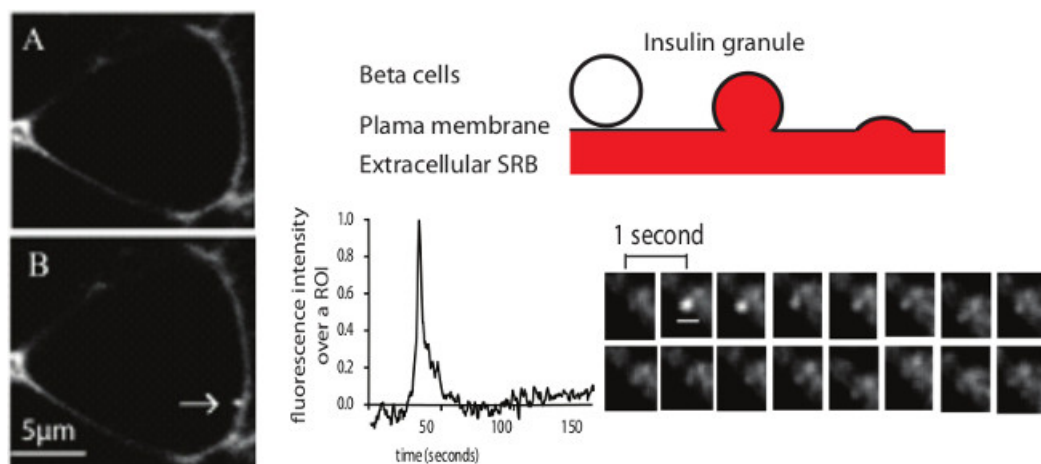 A
B
5μm
Insulin granule
Beta cells
Plama membrane
Extracellular SRB
fluorescence intensity
over a ROI
1.0
0.8
0.6
0.4
0.2
0.0
50
100
150
time (seconds)
1 second